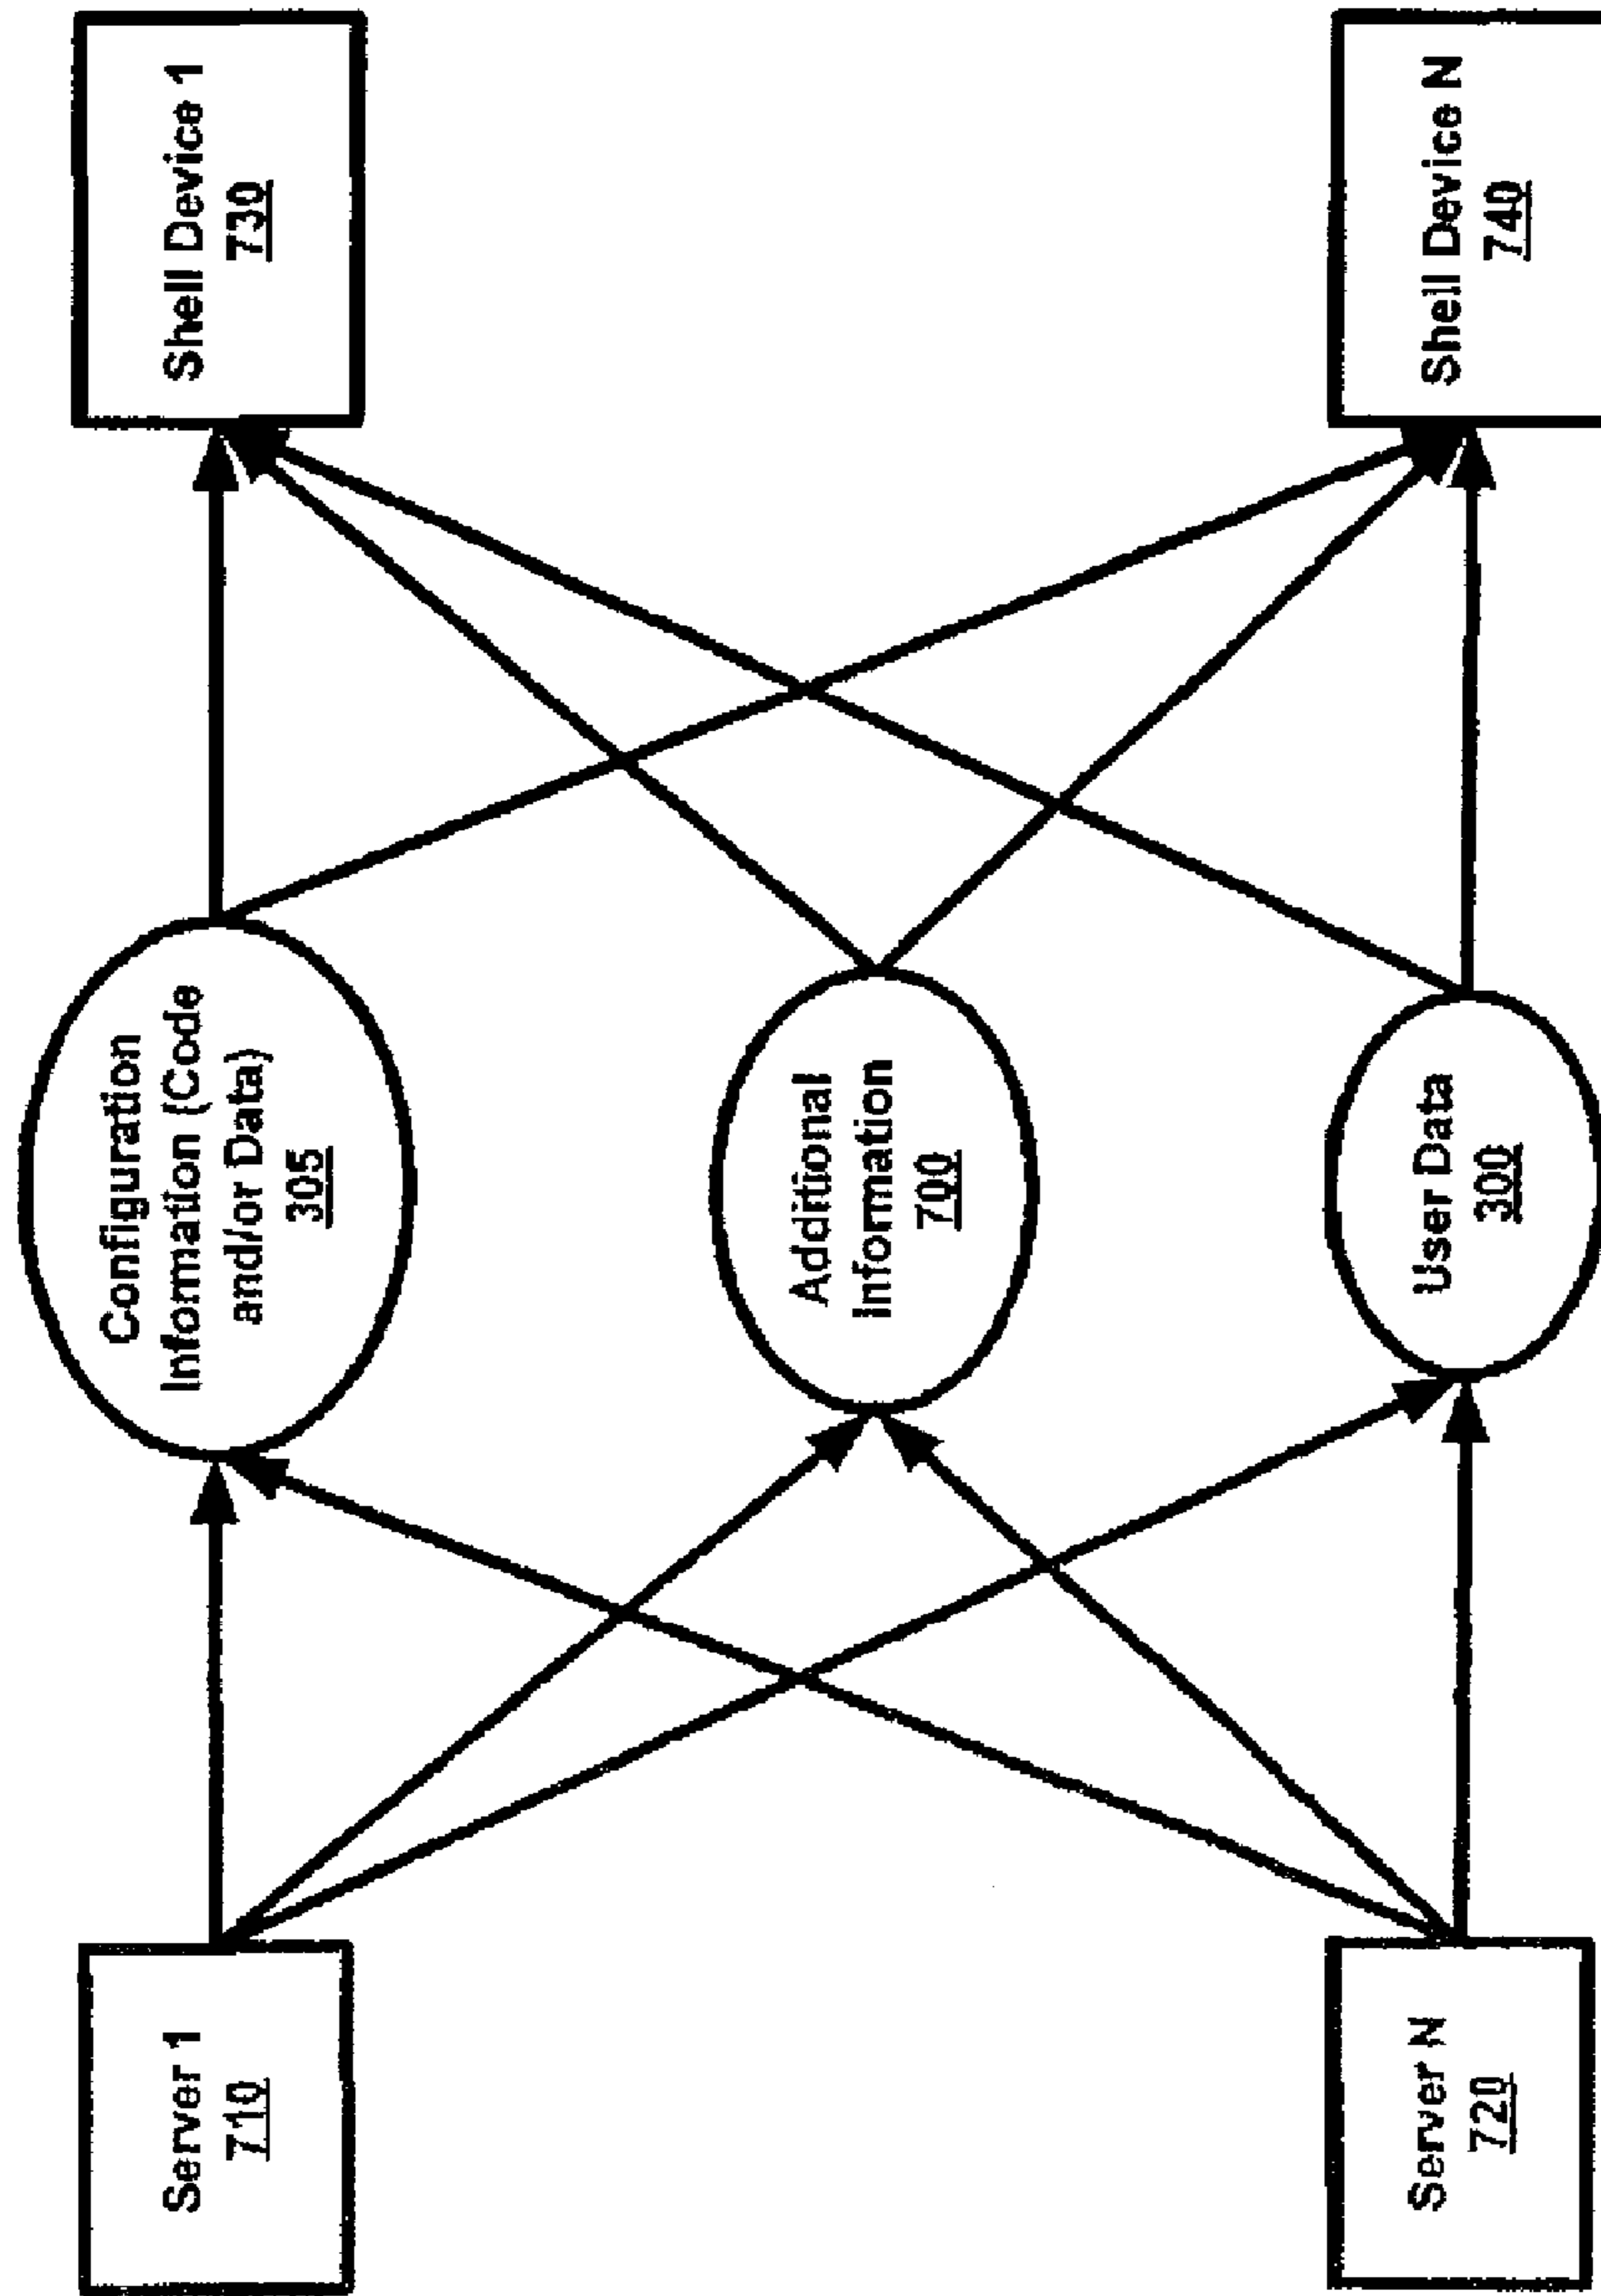 Server 1
710
Server N
720
Configuration
Information (Code
and/or Data)
305
Additional
Information
700
User Data
300
Shell Device 1
730
Shell Device N
740